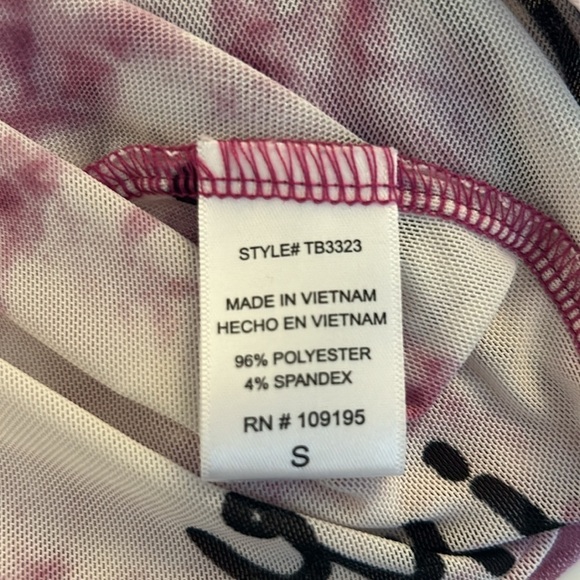 STYLE# TB3323
MADE IN VIETNAM
HECHO EN VIETNAM
96% POLYESTER
4% SPANDEX
RN # 109195
S